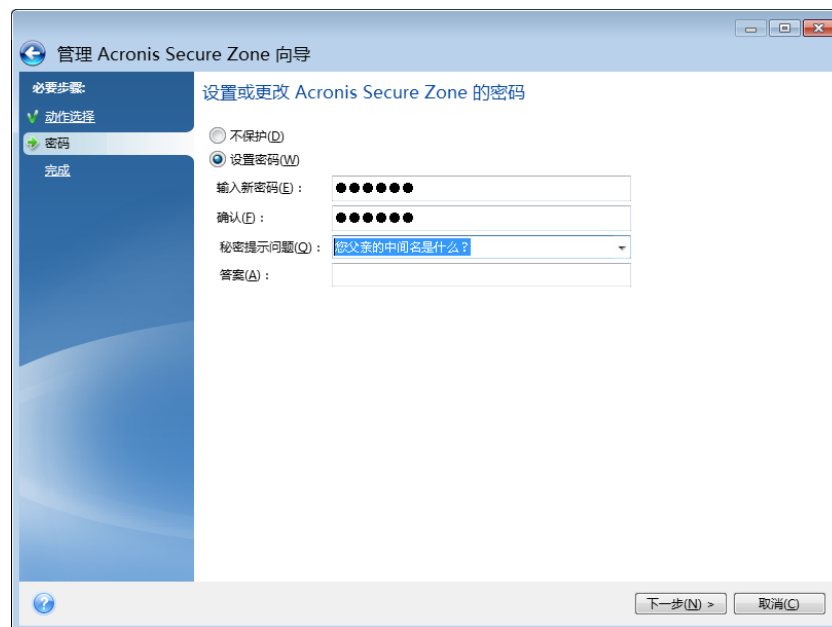 管理 Acronis Secure Zone 向导
必要步骤:
动作选择
密码
完成
设置或更改 Acronis Secure Zone 的密码
不保护(D)
设置密码(W)
输入新密码(E)：
●●●●●●
确认(F)：
●●●●●●
秘密提示问题(Q)：
您父亲的中间名是什么？
答案(A)：
下一步(N) >
取消(C)